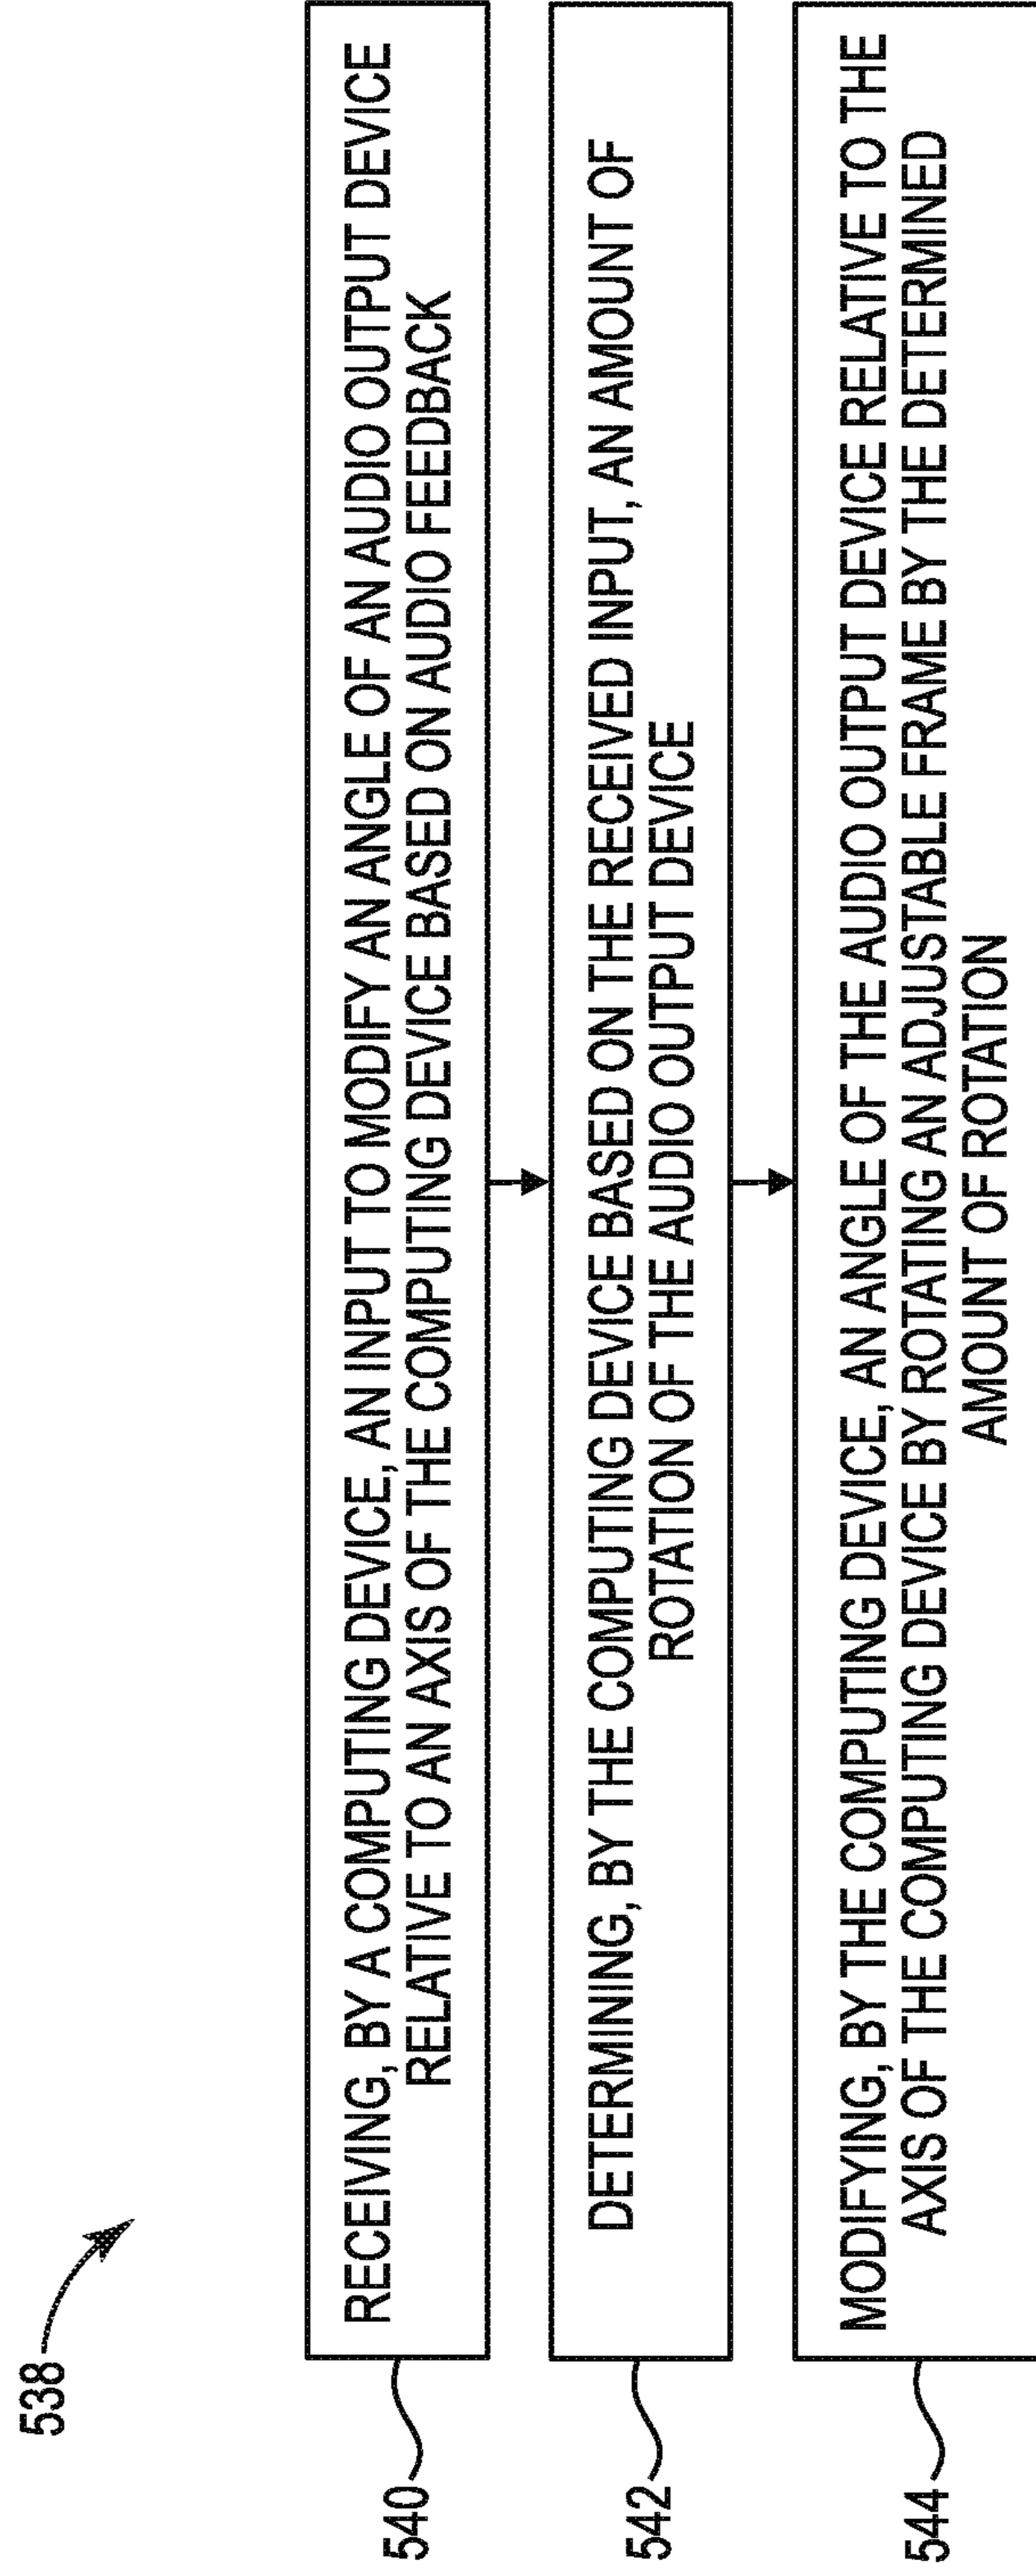 538
540
RECEIVING, BY A COMPUTING DEVICE, AN INPUT TO MODIFY AN ANGLE OF AN AUDIO OUTPUT DEVICE
RELATIVE TO AN AXIS OF THE COMPUTING DEVICE BASED ON AUDIO FEEDBACK
542
DETERMINING, BY THE COMPUTING DEVICE BASED ON THE RECEIVED INPUT, AN AMOUNT OF
ROTATION OF THE AUDIO OUTPUT DEVICE
544
MODIFYING, BY THE COMPUTING DEVICE, AN ANGLE OF THE AUDIO OUTPUT DEVICE RELATIVE TO THE
AXIS OF THE COMPUTING DEVICE BY ROTATING AN ADJUSTABLE FRAME BY THE DETERMINED
AMOUNT OF ROTATION